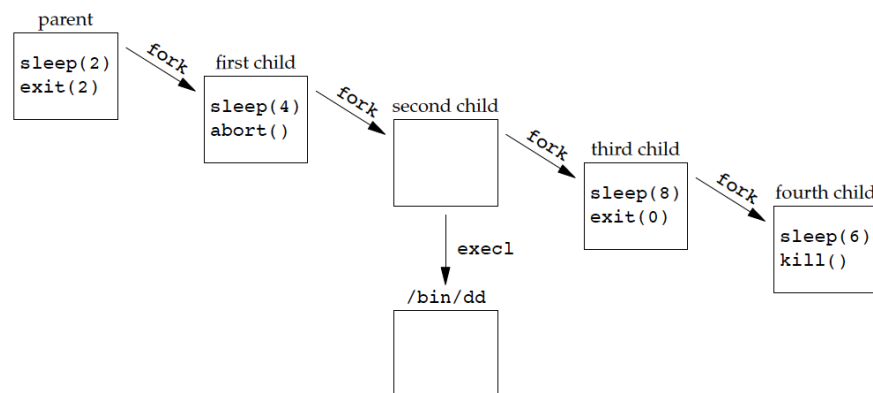 parent
sleep(2)
exit(2)
fork
first child
sleep(4)
abort()
fork
second child
fork
third child
sleep(8)
exit(0)
fork
fourth child
sleep(6)
kill()
execl
/bin/dd